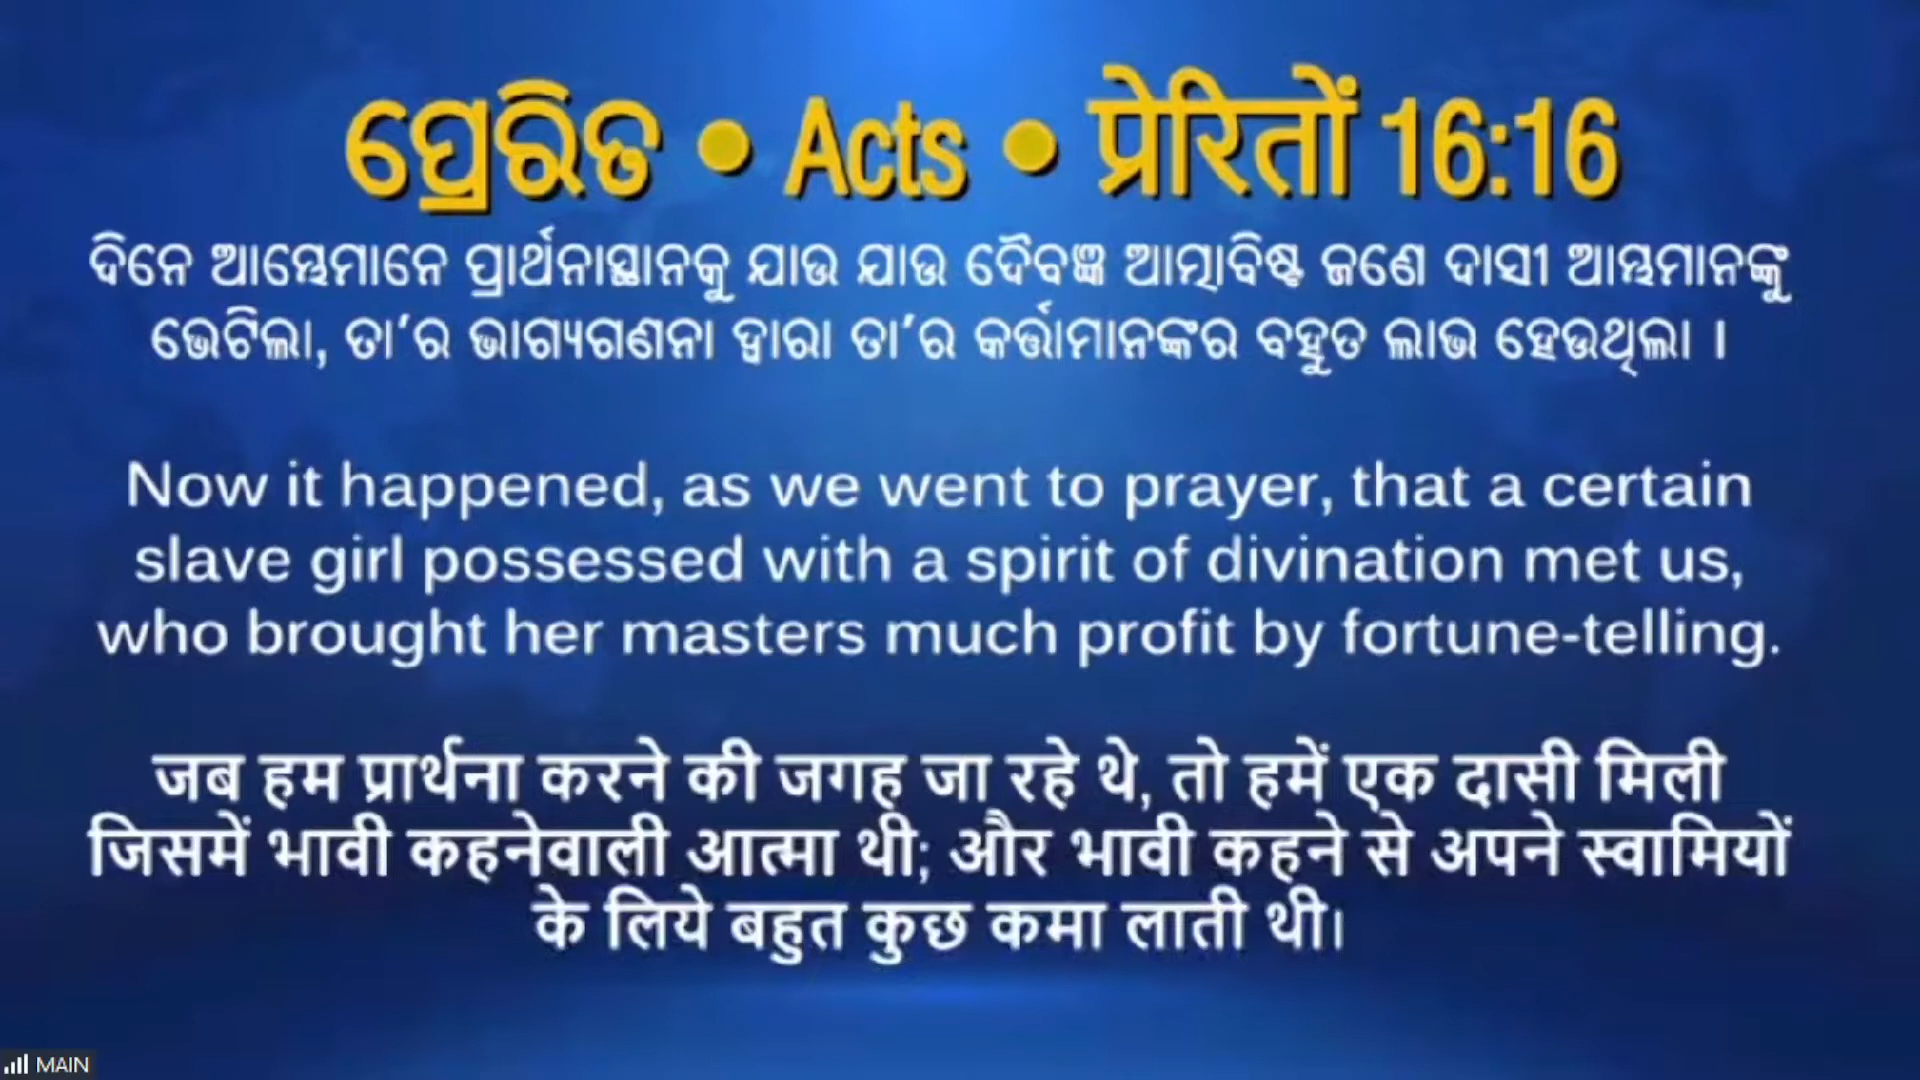 ପ୍ରେରିତ • Acts • प्रेरितों 16:16
ଦିନେ ଆମ୍ଭେମାନେ ପ୍ରାର୍ଥନାସ୍ଥାନକୁ ଯାଉ ଯାଉ ଦୈବଜ୍ଞ ଆତ୍ମାବିଷ୍ଟ ଜଣେ ଦାସୀ ଆମ୍ଭମାନଙ୍କୁ
ଭେଟିଲା, ତା’ର ଭାଗ୍ୟଗଣନା ଦ୍ୱାରା ତା’ର କର୍ତ୍ତାମାନଙ୍କର ବହୁତ ଲାଭ ହେଉଥିଲା ।
Now it happened, as we went to prayer, that a certain
slave girl possessed with a spirit of divination met us,
who brought her masters much profit by fortune-telling.
जब हम प्रार्थना करने की जगह जा रहे थे, तो हमें एक दासी मिली
जिसमें भावी कहनेवाली आत्मा थी; और भावी कहने से अपने स्वामियों
के लिये बहुत कुछ कमा लाती थी।
MAIN